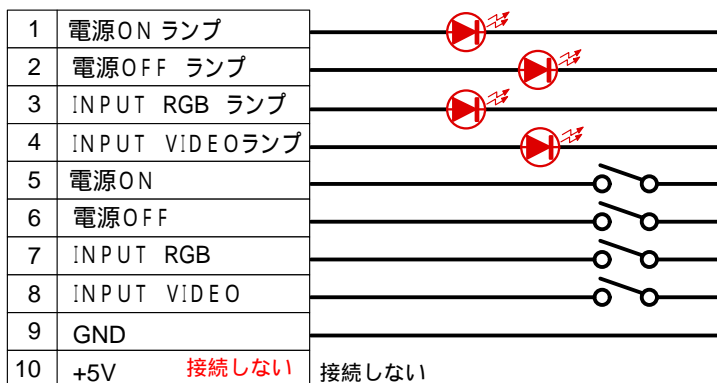 1 電源ON ランプ
2 電源OFF ランプ
3 INPUT RGB ランプ
4 INPUT VIDEOランプ
5 電源ON
6 電源OFF
7 INPUT RGB
8 INPUT VIDEO
9 GND
10 +5V 接続しない 接続しない